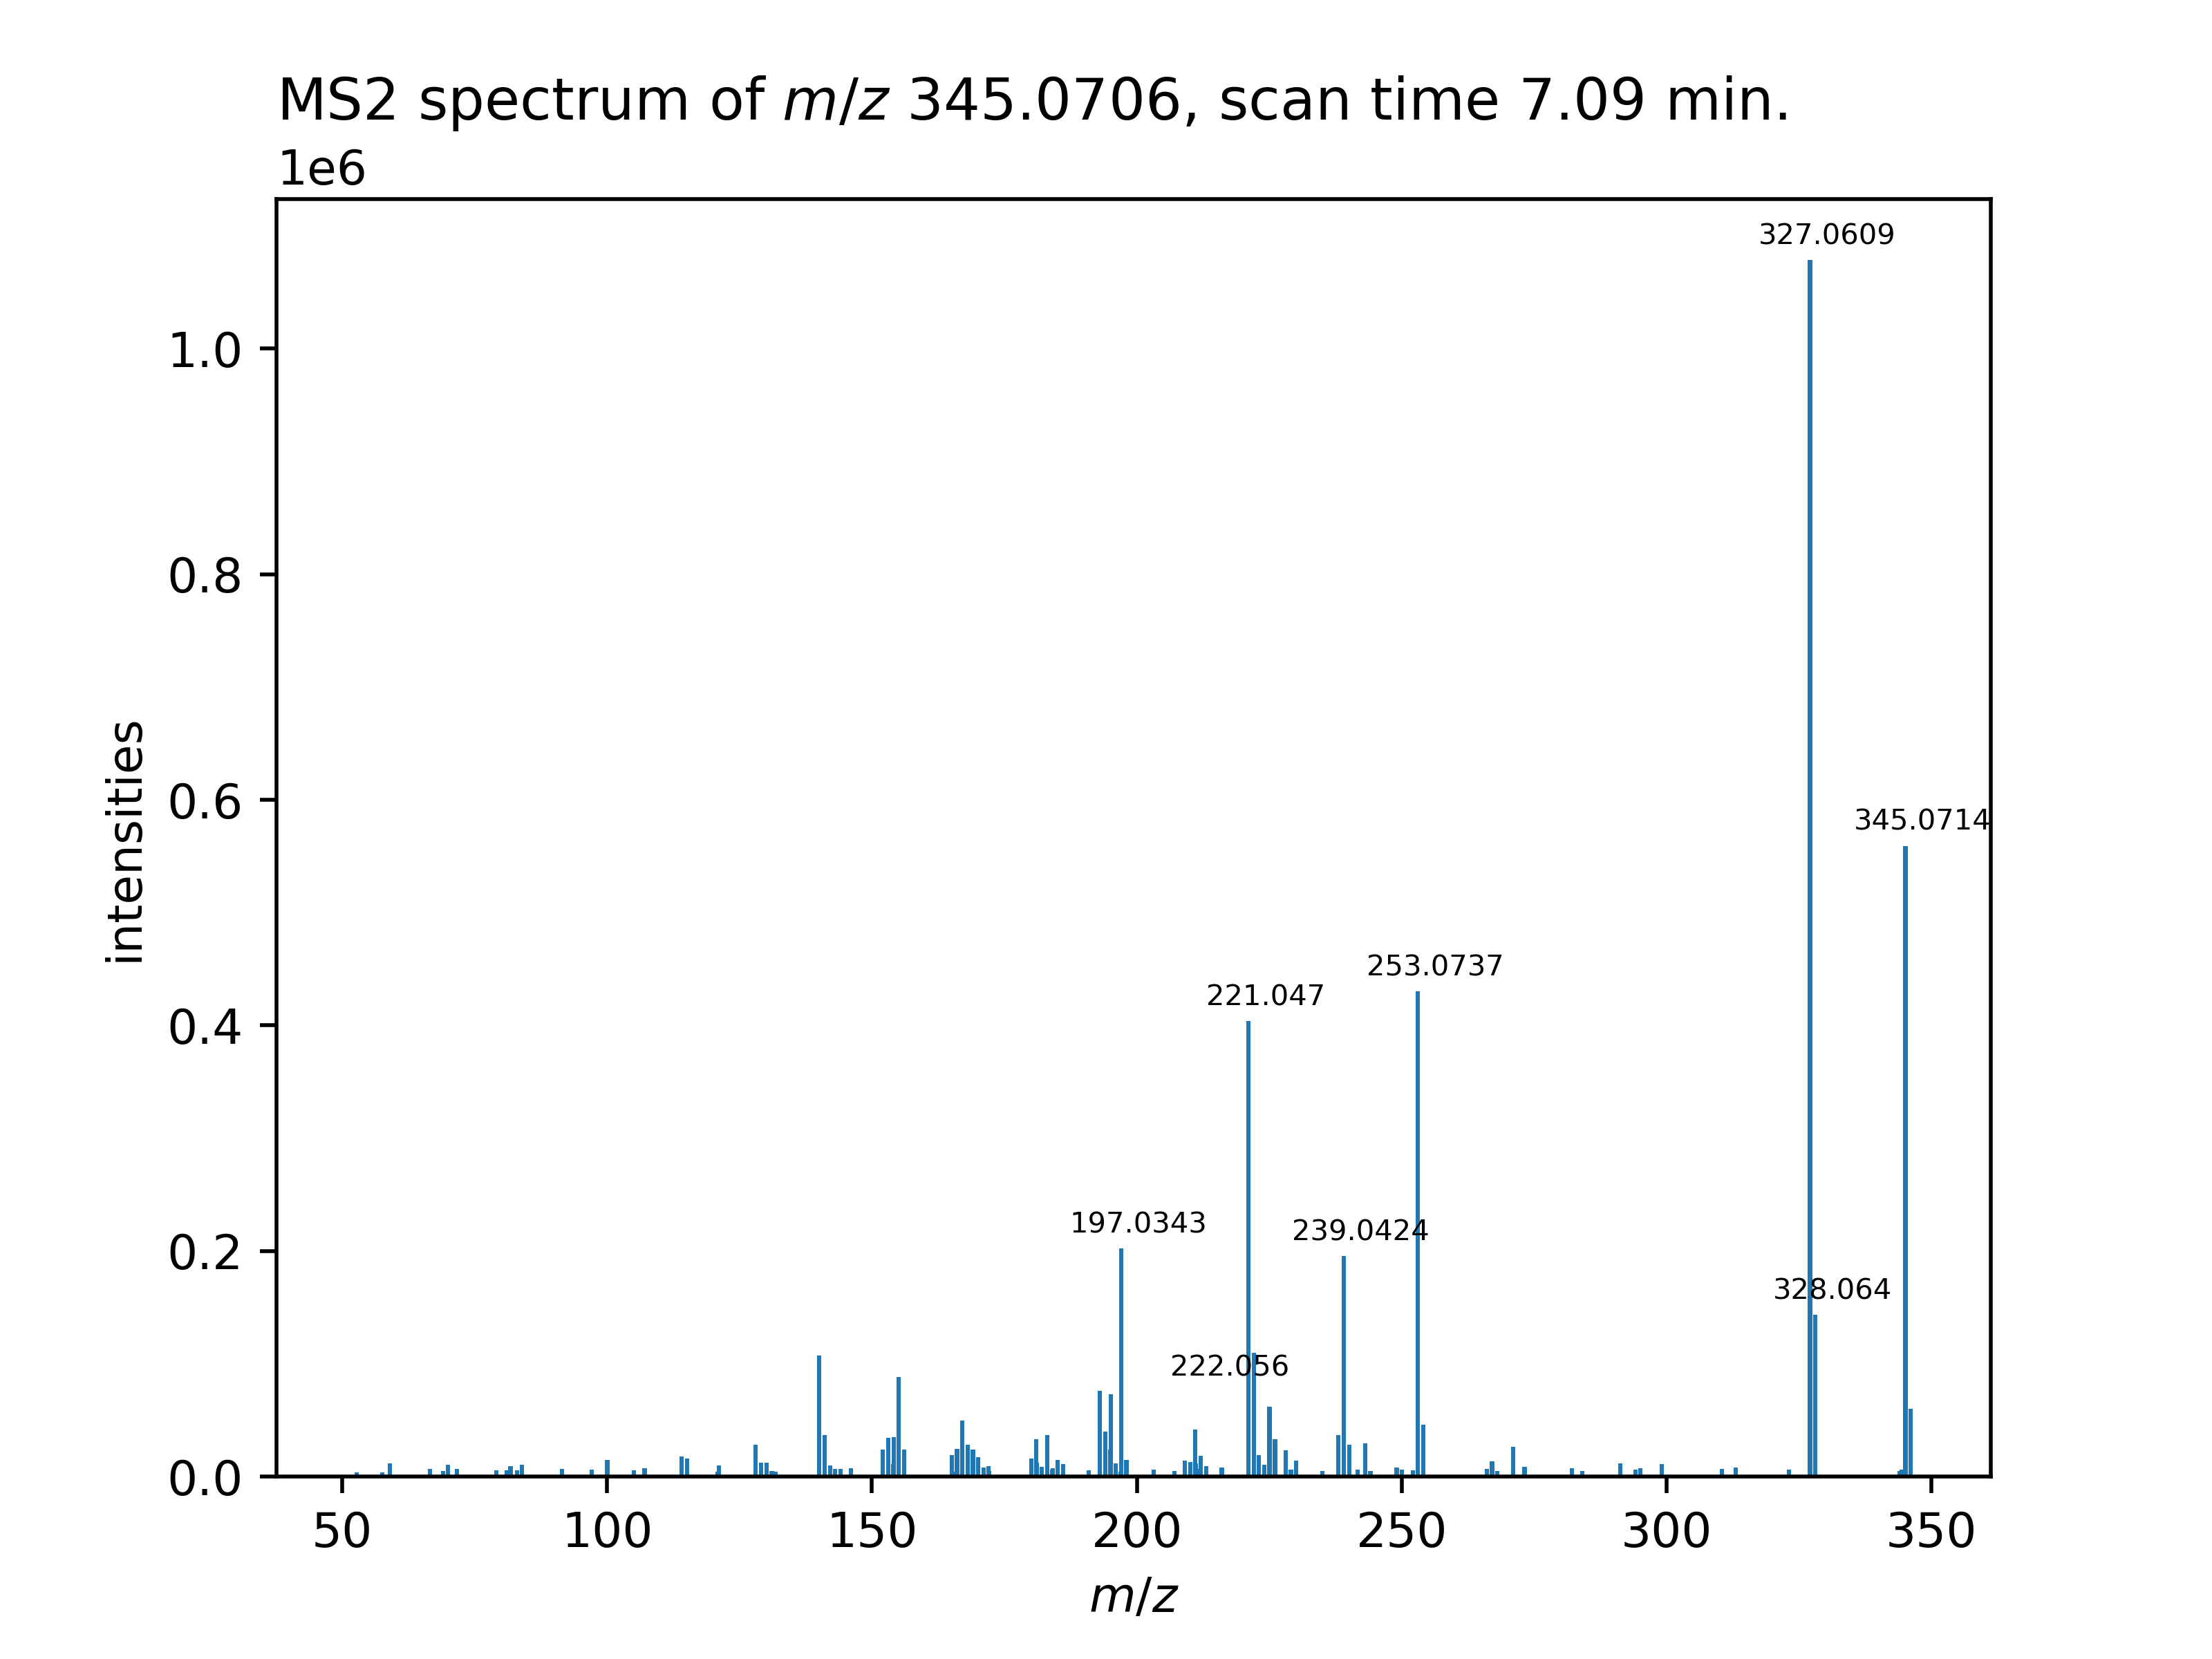 MS2 spectrum of m/z 345.0706, scan time 7.09 min.
1e6
327.0609
1.0
0.8
345.0714
0.6
253.0737
221.047
0.4
197.0343
239.0424
0.2
328.064
222.056
0.0
intensities
50 100 150 200 250 300 350
m/z